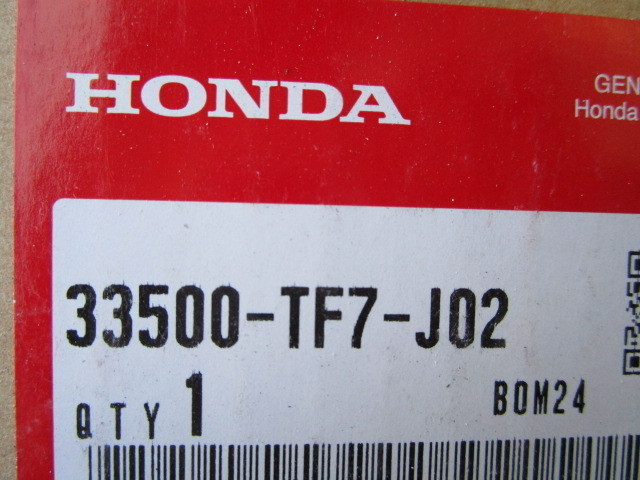 HONDA
GEN
Honda
33500-TF7-J02
QTY 1
BOM24